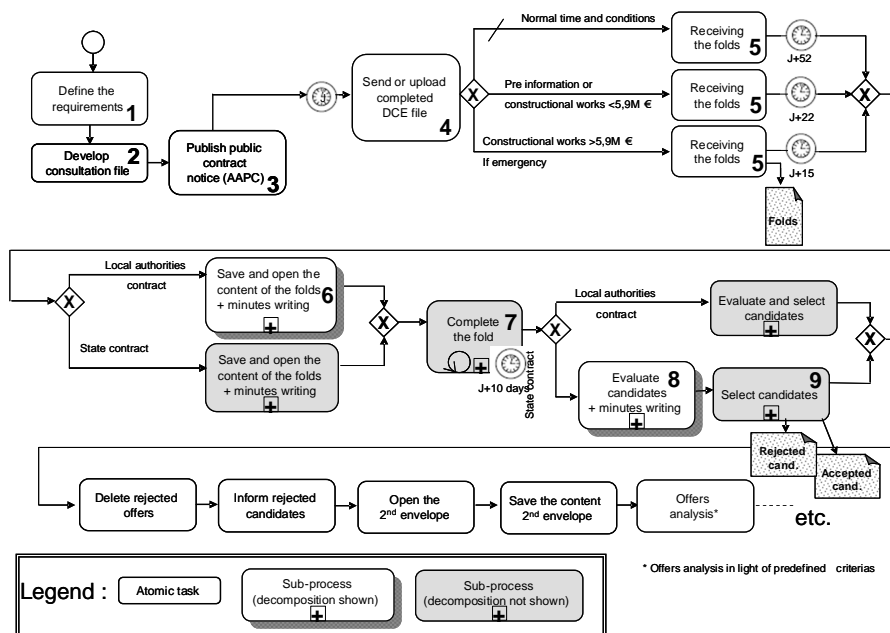 Normal time and conditions
Receiving
the folds
5
J+52
Define the
requirements
1
Send or upload
completed
DCE file
4
X
Pre information or
constructional works <5,9M €
Receiving
the folds
5
J+22
X
Develop
consultation file
2
Publish public
contract
notice (AAPC)
3
Constructional works >5,9M €
If emergency
Receiving
the folds
5
J+15
Folds
Local authorities
contract
X
State contract
Save and open the
content of the folds
+ minutes writing
6
Save and open the
content of the folds
+ minutes writing
X
Complete
the fold
7
J+10 days
X
Local authorities
contract
State contract
Evaluate and select
candidates
Evaluate
candidates
+ minutes writing
8
Select candidates
9
X
Rejected
cand.
Accepted
cand.
Delete rejected
offers
Inform rejected
candidates
Open the
2nd envelope
Save the content
2nd envelope
Offers
analysis*
etc.
Legend :
Atomic task
Sub-process
(decomposition shown)
Sub-process
(decomposition not shown)
* Offers analysis in light of predefined criterias